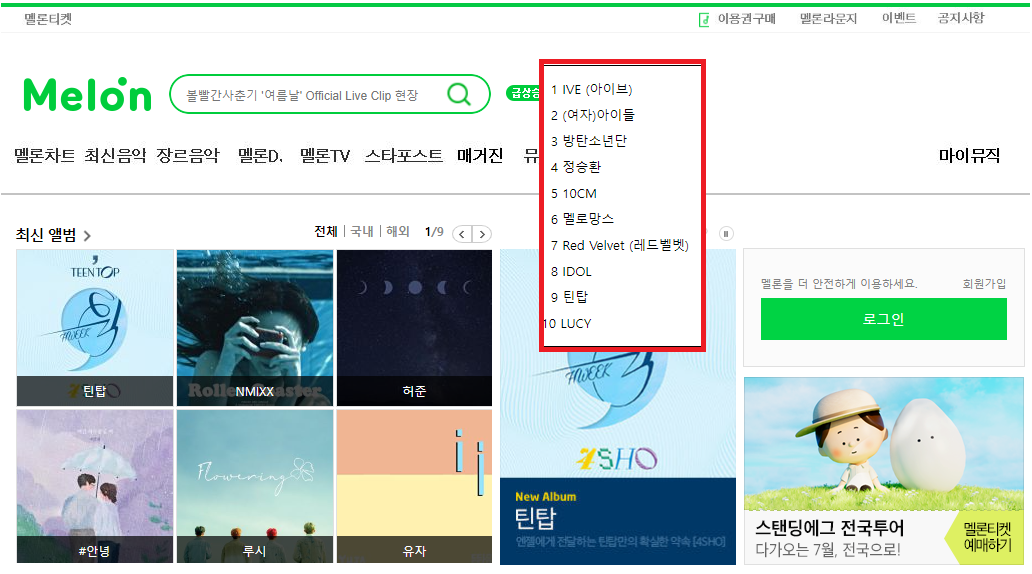 멜론티켓
이용권구매 멜론라운지 이벤트 공지사항
Melon
볼빨간사춘기 '여름날' Official Live Clip 현장
급상승
1 IVE (아이브)
2 (여자)아이들
3 방탄소년단
4 정승환
5 10CM
6 멜로망스
7 Red Velvet (레드벨벳)
8 IDOL
9 틴탑
10 LUCY
멜론차트 최신음악 장르음악 멜론DJ 멜론TV 스타포스트 매거진 뮤
마이뮤직
최신 앨범
전체 국내 해외 1/9
TEEN TOP
#WEEK
틴탑
Roller Coaster
NMIXX
허준
#안녕
Flowering
루시
유자
#WEEK
4SHO
New Album
틴탑
엔젤에게 전달하는 틴탑만의 확실한 약속 [4SHO]
멜론을 더 안전하게 이용하세요. 회원가입
로그인
스탠딩에그 전국투어
다가오는 7월, 전국으로!
멜론티켓
예매하기